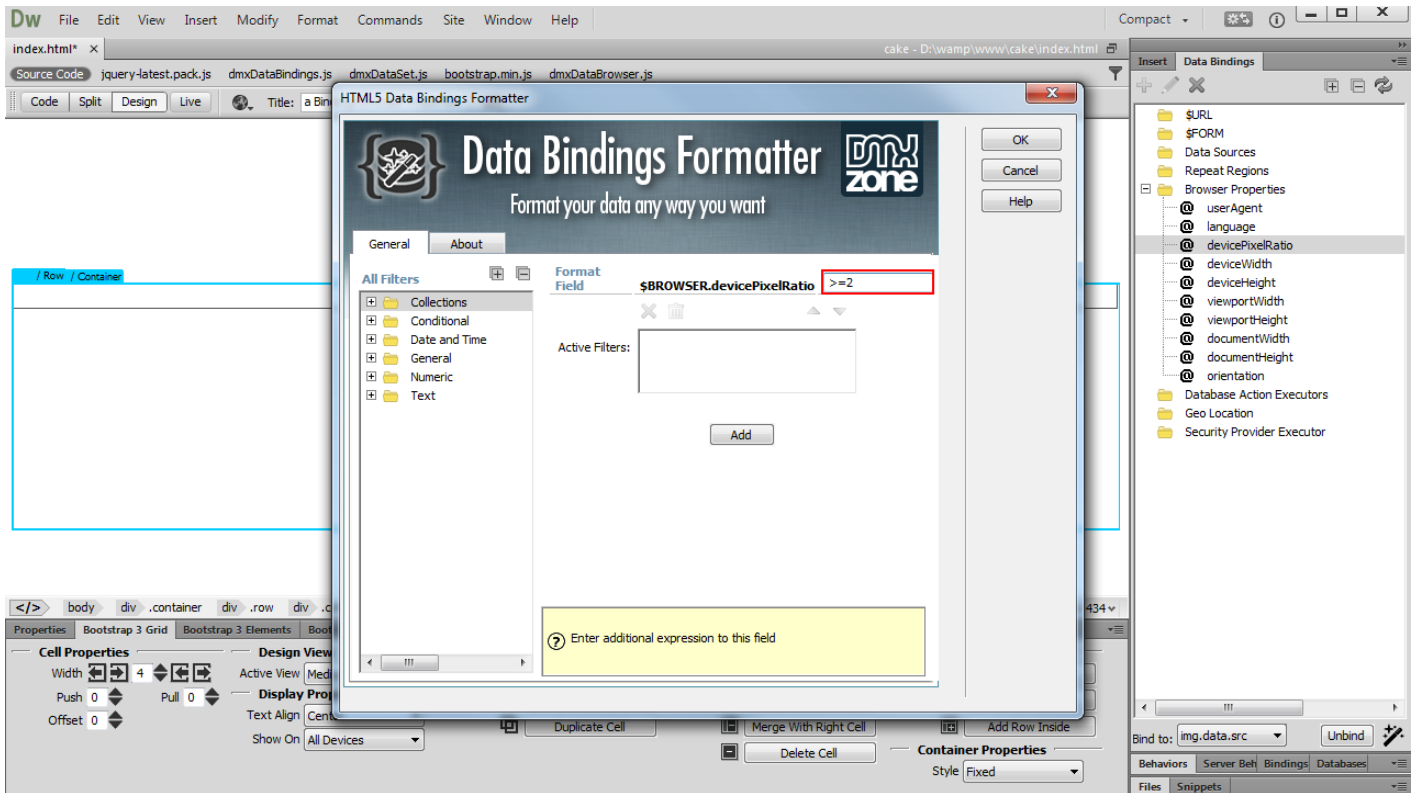 Dw File Edit View Insert Modify Format Commands Site Window Help Compact
index.html* × cake - D:\wamp\www\cake\index.html
Source Code jquery-latest.pack.js dmxDataBindings.js dmxDataSet.js bootstrap.min.js dmxDataBrowser.js
Code Split Design Live Title: a Bin
/ Row / Container
HTML5 Data Bindings Formatter
Data Bindings Formatter
Format your data any way you want
DMX
zone
OK
Cancel
Help
General About
All Filters
Collections
Conditional
Date and Time
General
Numeric
Text
Format
Field $BROWSER.devicePixelRatio >=2
Active Filters:
Add
? Enter additional expression to this field
Insert Data Bindings
$URL
$FORM
Data Sources
Repeat Regions
Browser Properties
@ userAgent
@ language
@ devicePixelRatio
@ deviceWidth
@ deviceHeight
@ viewportWidth
@ viewportHeight
@ documentWidth
@ documentHeight
@ orientation
Database Action Executors
Geo Location
Security Provider Executor
Bind to: img.data.src Unbind
Behaviors Server Beh Bindings Databases
Files Snippets
</> body div .container div .row div .c 434
Properties Bootstrap 3 Grid Bootstrap 3 Elements Boot
Cell Properties
Width 4
Push 0 Pull 0
Offset 0
Design View
Active View Medi
Display Prop
Text Align Cent
Show On All Devices
Duplicate Cell
Merge With Right Cell
Delete Cell
Add Row Inside
Container Properties
Style Fixed